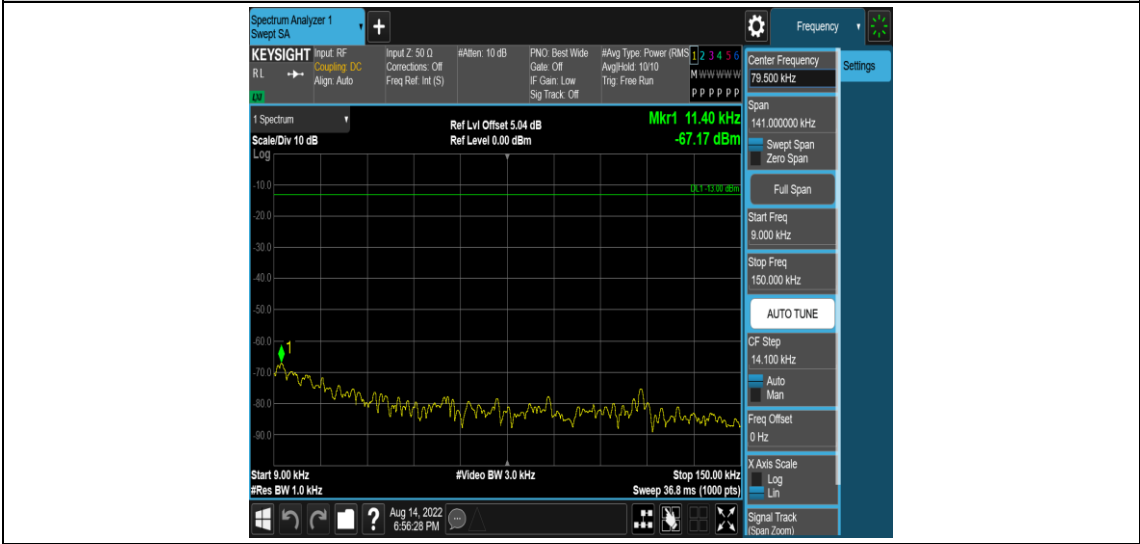 Spectrum Analyzer 1
Swept SA
Frequency
KEYSIGHT
RL
Input: RF
Coupling: DC
Align: Auto
Input Z: 50 Ω
Corrections: Off
Freq Ref: Int (S)
#Atten: 10 dB
PNO: Best Wide
Gate: Off
IF Gain: Low
Sig Track: Off
#Avg Type: Power (RMS
Avg|Hold: 10/10
Trig: Free Run
1 2 3 4 5 6
M W W W W W
P P P P P P
1 Spectrum
Scale/Div 10 dB
Log
Ref Lvl Offset 5.04 dB
Ref Level 0.00 dBm
Mkr1 11.40 kHz
-67.17 dBm
DL1 -13.00 dBm
-10.0
-20.0
-30.0
-40.0
-50.0
-60.0
-70.0
-80.0
-90.0
1
Start 9.00 kHz
#Res BW 1.0 kHz
#Video BW 3.0 kHz
Stop 150.00 kHz
Sweep 36.8 ms (1000 pts)
?
Aug 14, 2022
6:56:28 PM
Center Frequency
79.500 kHz
Settings
Span
141.000000 kHz
Swept Span
Zero Span
Full Span
Start Freq
9.000 kHz
Stop Freq
150.000 kHz
AUTO TUNE
CF Step
14.100 kHz
Auto
Man
Freq Offset
0 Hz
X Axis Scale
Log
Lin
Signal Track
(Span Zoom)